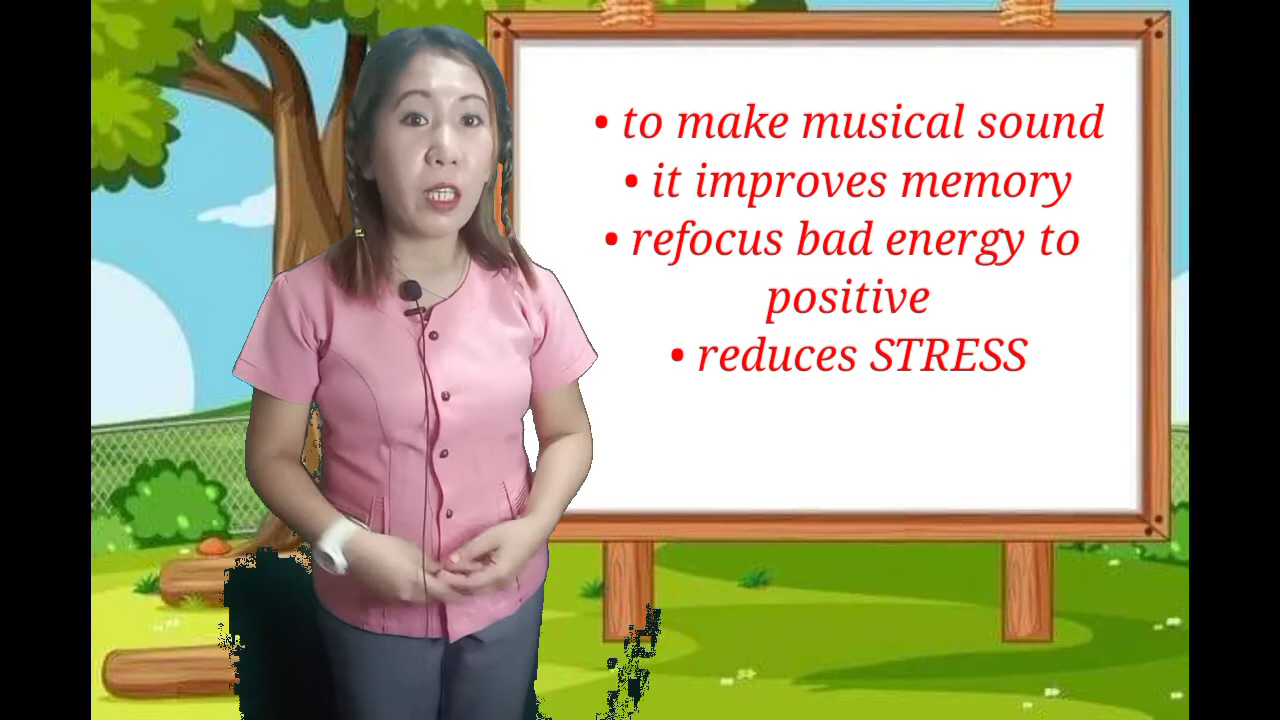 • to make musical sound
• it improves memory
• refocus bad energy to
positive
• reduces STRESS